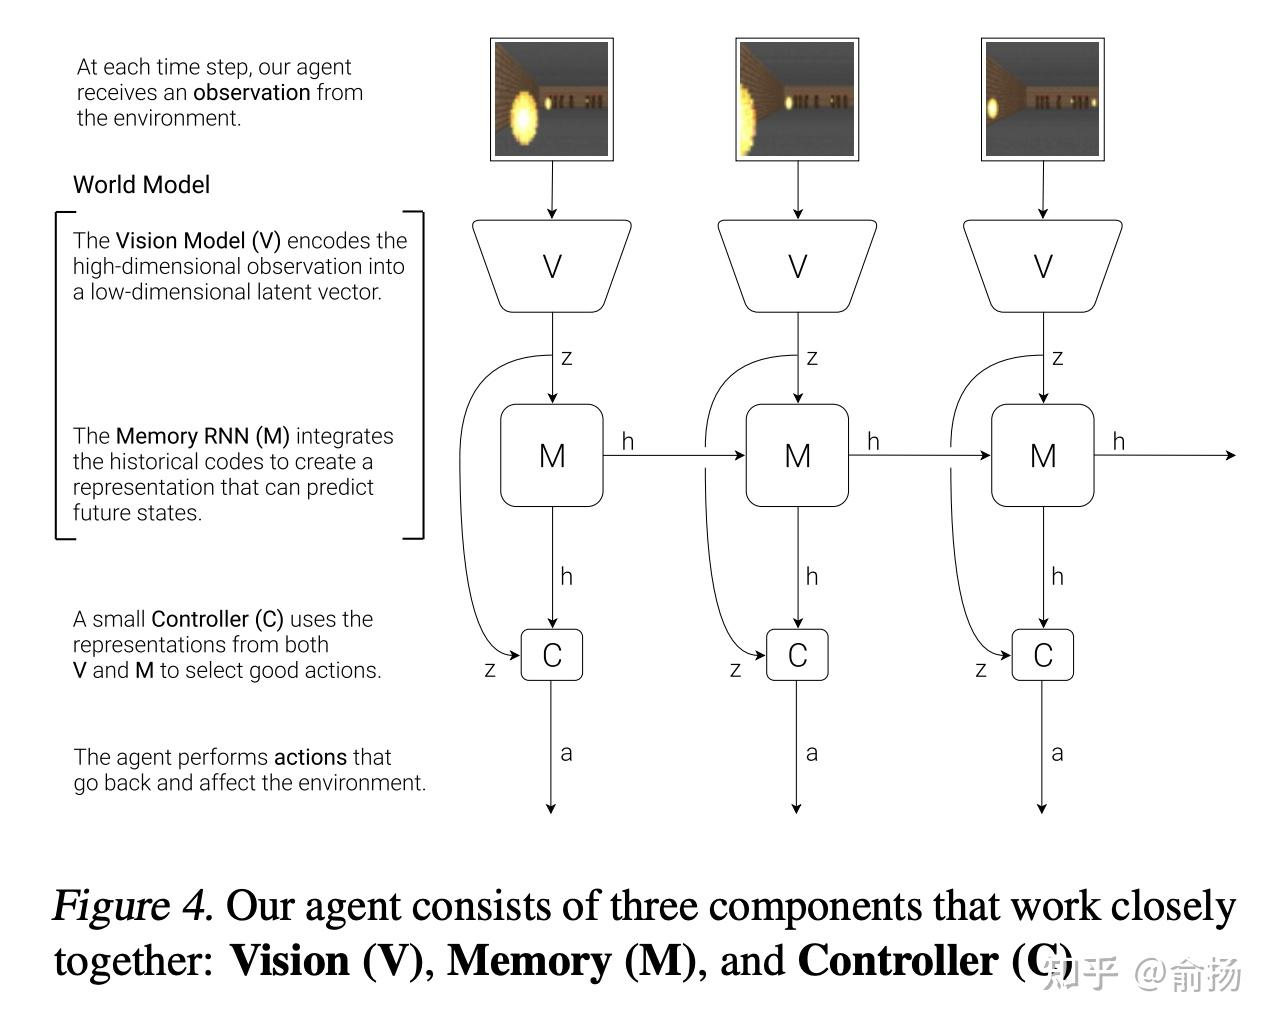 At each time step, our agent
receives an observation from
the environment.
World Model
The Vision Model (V) encodes the
high-dimensional observation into
a low-dimensional latent vector.
The Memory RNN (M) integrates
the historical codes to create a
representation that can predict
future states.
A small Controller (C) uses the
representations from both
V and M to select good actions.
The agent performs actions that
go back and affect the environment.
V V V
z z z
M h M h M h
h h h
z C z C z C
a a a
Figure 4. Our agent consists of three components that work closely
together: Vision (V), Memory (M), and Controller (C)
知乎 @俞扬